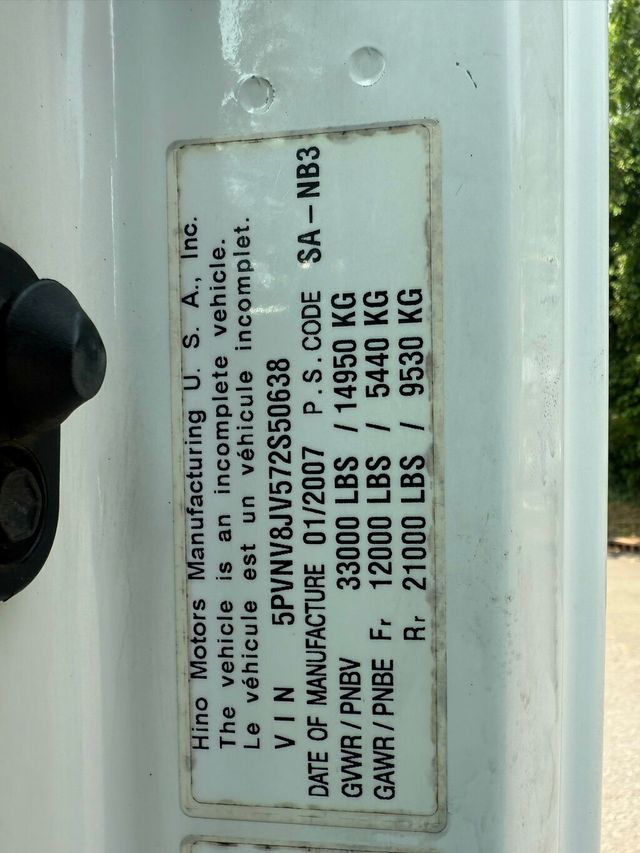 Hino Motors Manufacturing U. S. A., Inc.
The vehicle is an incomplete vehicle.
Le véhicule est un véhicule incomplet.
VIN 5PVNV8JV572S50638
DATE OF MANUFACTURE 01/2007 P.S.CODE SA-NB3
GVWR/PNBV 33000 LBS /14950 KG
GAWR/PNBE Fr 12000 LBS / 5440 KG
Rr 21000 LBS / 9530 KG